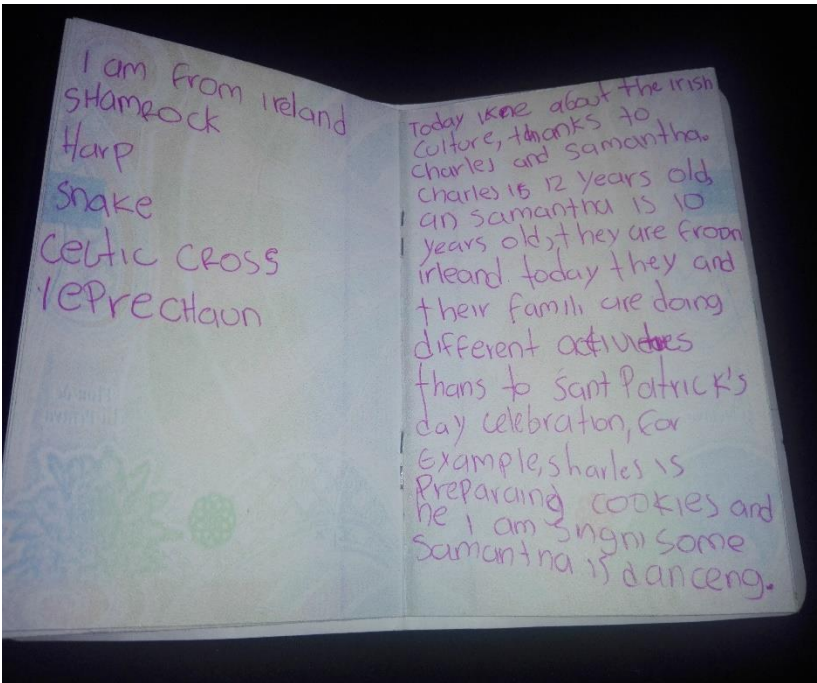 I am from Ireland
SHAMROCK
Harp
Snake
Celtic CROSS
lePrecHaun
Today about the irish
culture, thanks to
charles and samantha.
charles is 12 years old,
an samantha is 10
years old, they are from
irleand. today they and
their famili are doing
different activities
thans to Sant Patrick's
day celebration, for
Example, sharles is
Preparaing cookies and
he I am some
Samantha is danceng.